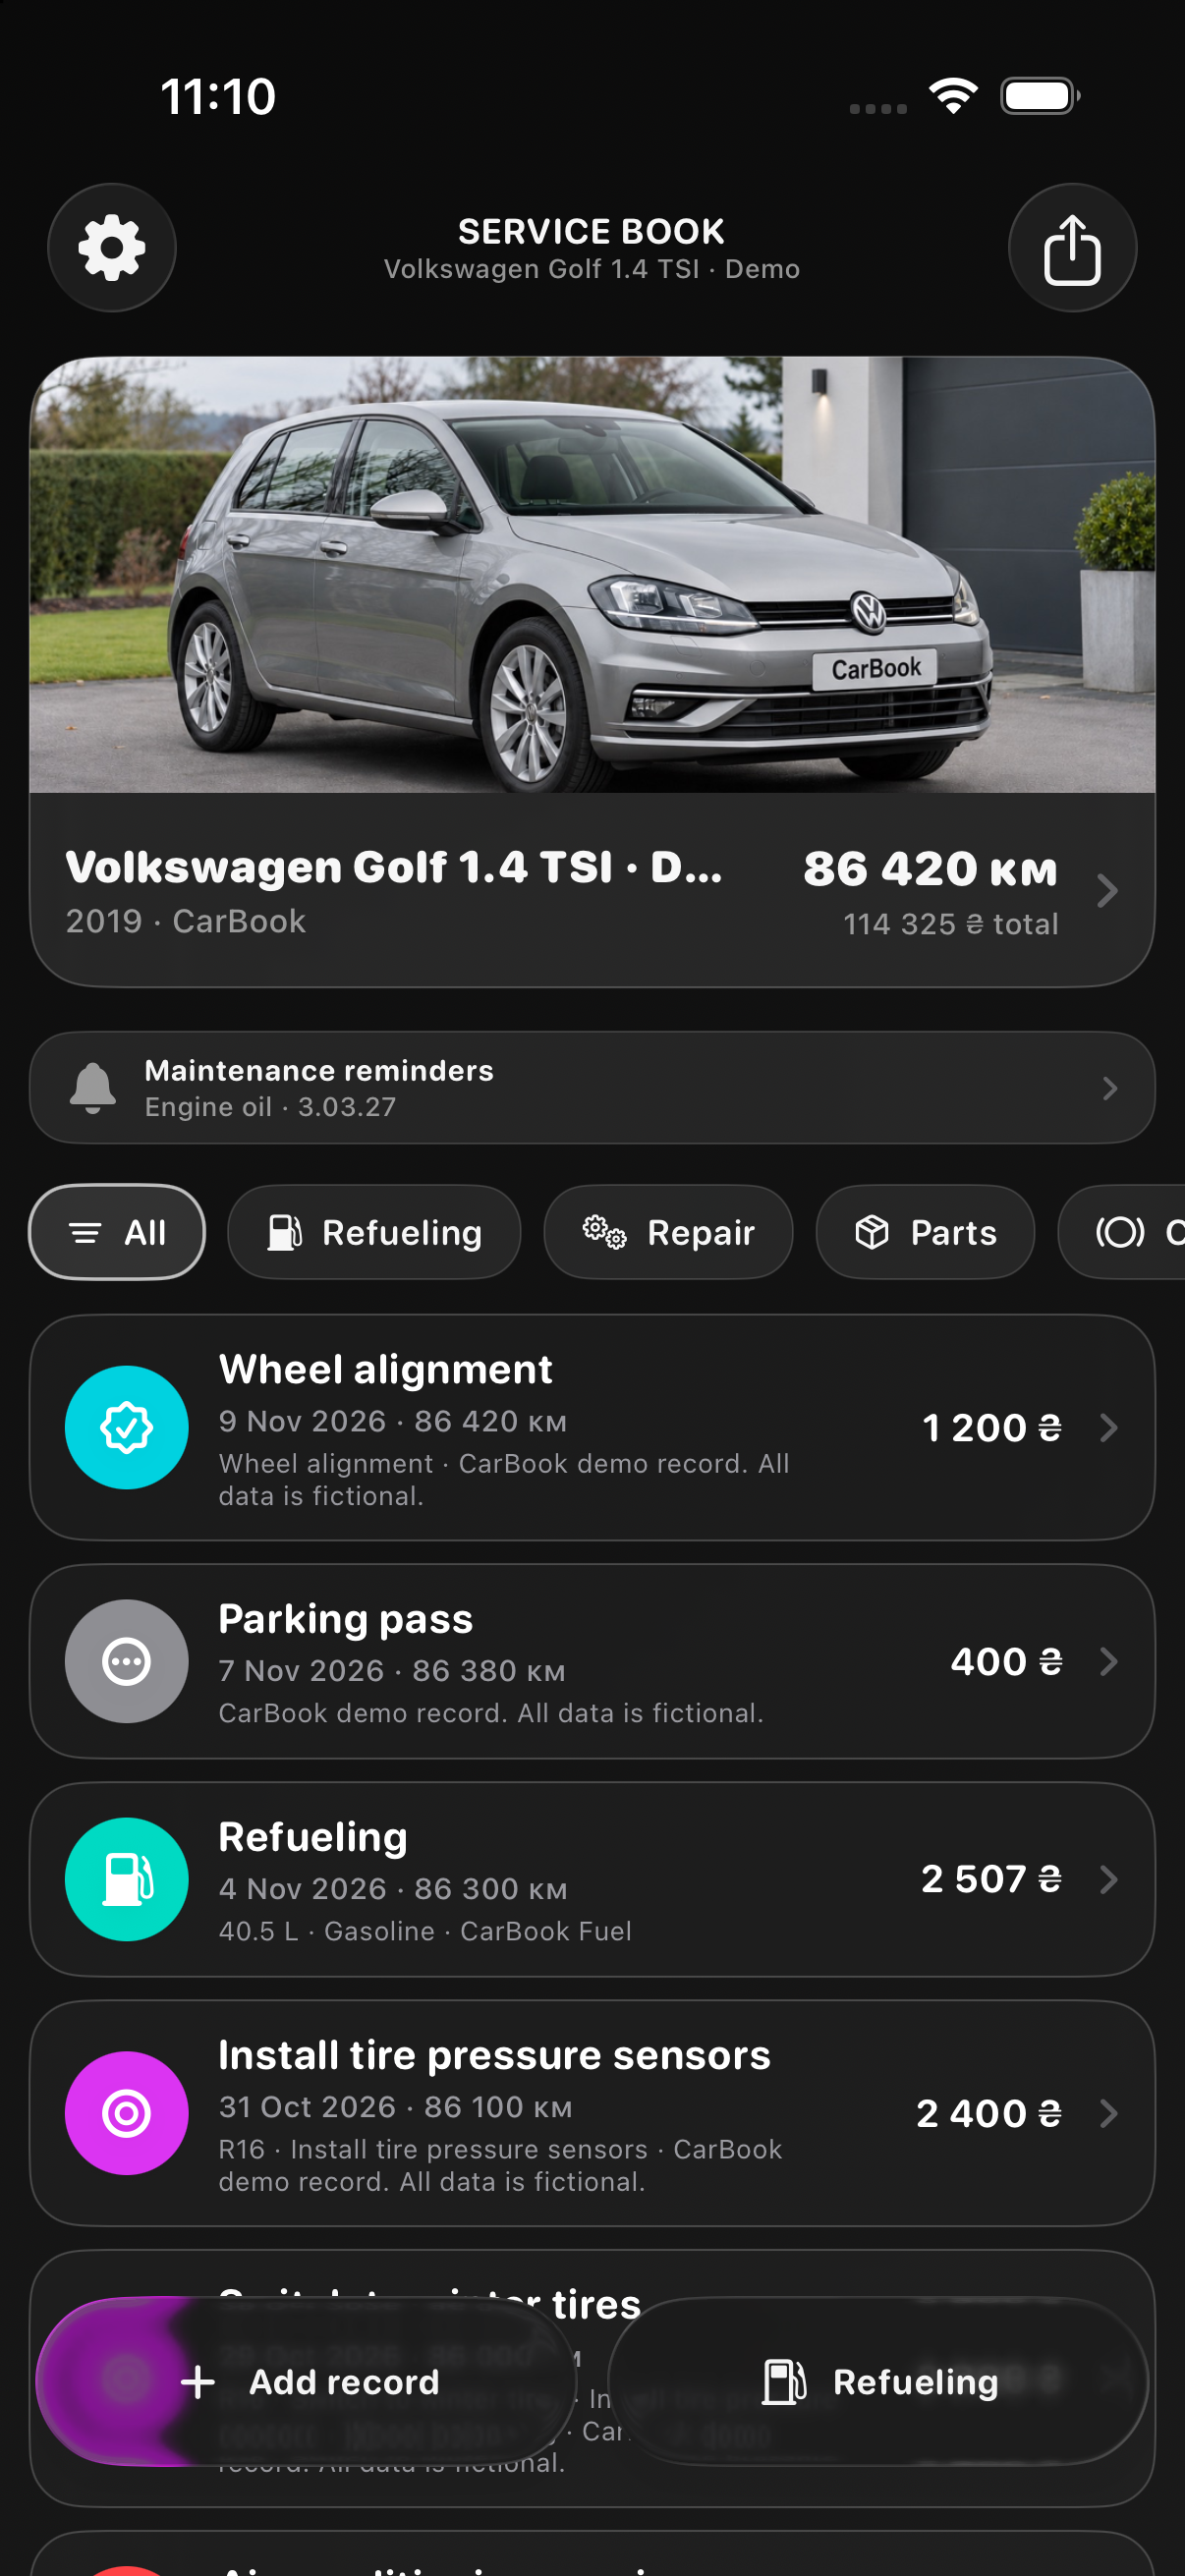 11:10
SERVICE BOOK
Volkswagen Golf 1.4 TSI · Demo
CarBook
Volkswagen Golf 1.4 TSI · D...
86 420 км
2019 · CarBook
114 325 ₴ total
Maintenance reminders
Engine oil · 3.03.27
All
Refueling
Repair
Parts
Wheel alignment
9 Nov 2026 · 86 420 км
1 200 ₴
Wheel alignment · CarBook demo record. All
data is fictional.
Parking pass
7 Nov 2026 · 86 380 км
400 ₴
CarBook demo record. All data is fictional.
Refueling
4 Nov 2026 · 86 300 км
2 507 ₴
40.5 L · Gasoline · CarBook Fuel
Install tire pressure sensors
31 Oct 2026 · 86 100 км
2 400 ₴
R16 · Install tire pressure sensors · CarBook
demo record. All data is fictional.
tires
Add record
Refueling